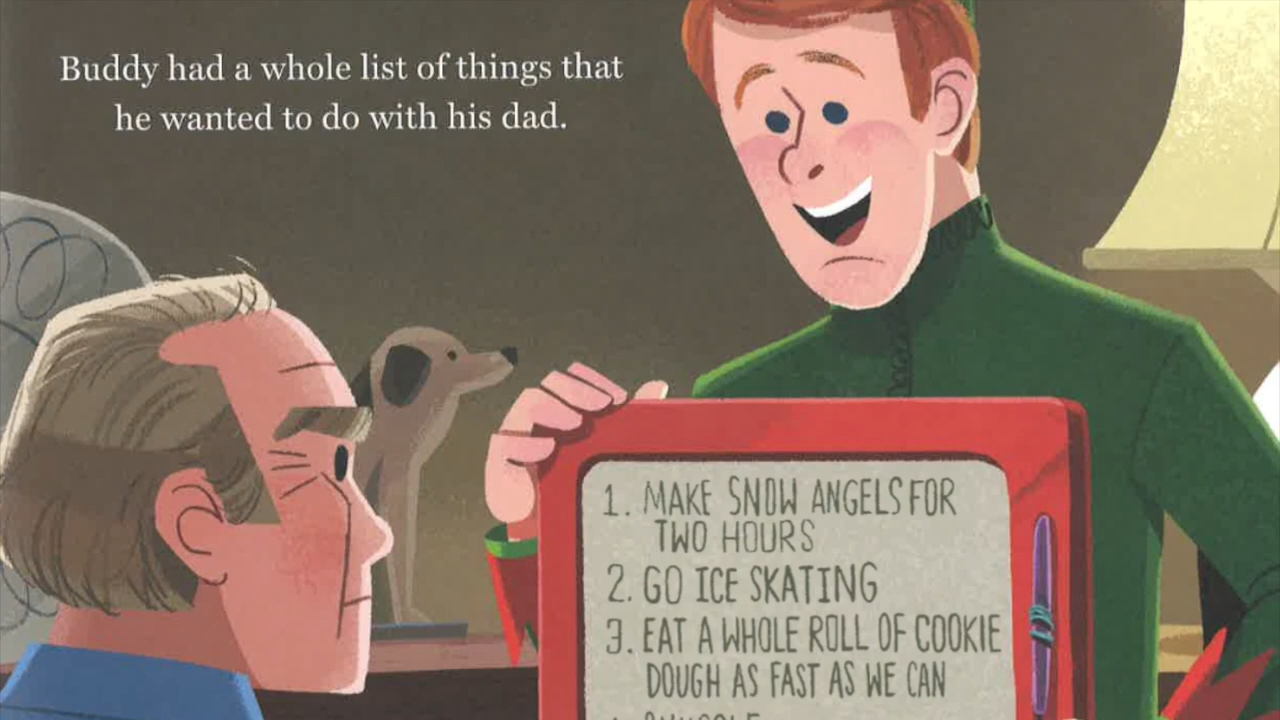 Buddy had a whole list of things that
he wanted to do with his dad.
1. MAKE SNOW ANGELS FOR
TWO HOURS
2. GO ICE SKATING
3. EAT A WHOLE ROLL OF COOKIE
DOUGH AS FAST AS WE CAN